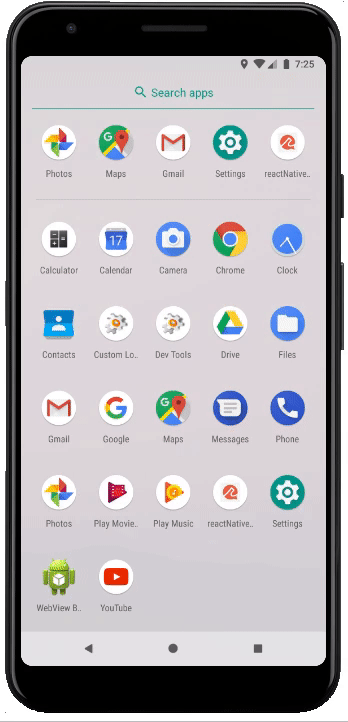 7:25
Search apps
Photos Maps Gmail Settings reactNative..
17
Calculator Calendar Camera Chrome Clock
Contacts Custom Lo.. Dev Tools Drive Files
G
Gmail Google Maps Messages Phone
Photos Play Movie.. Play Music reactNative.. Settings
WebView B.. YouTube